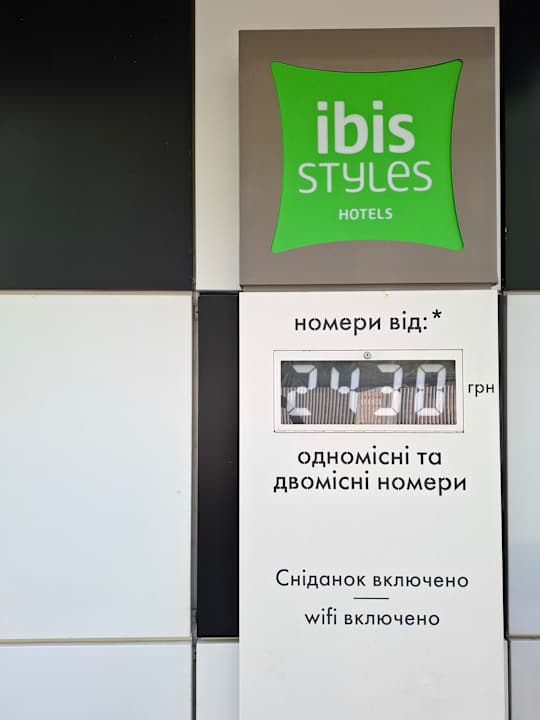 ibis
STYLES
HOTELS
номери від:*
2430 грн
одномісні та
двомісні номери
Сніданок включено
wifi включено